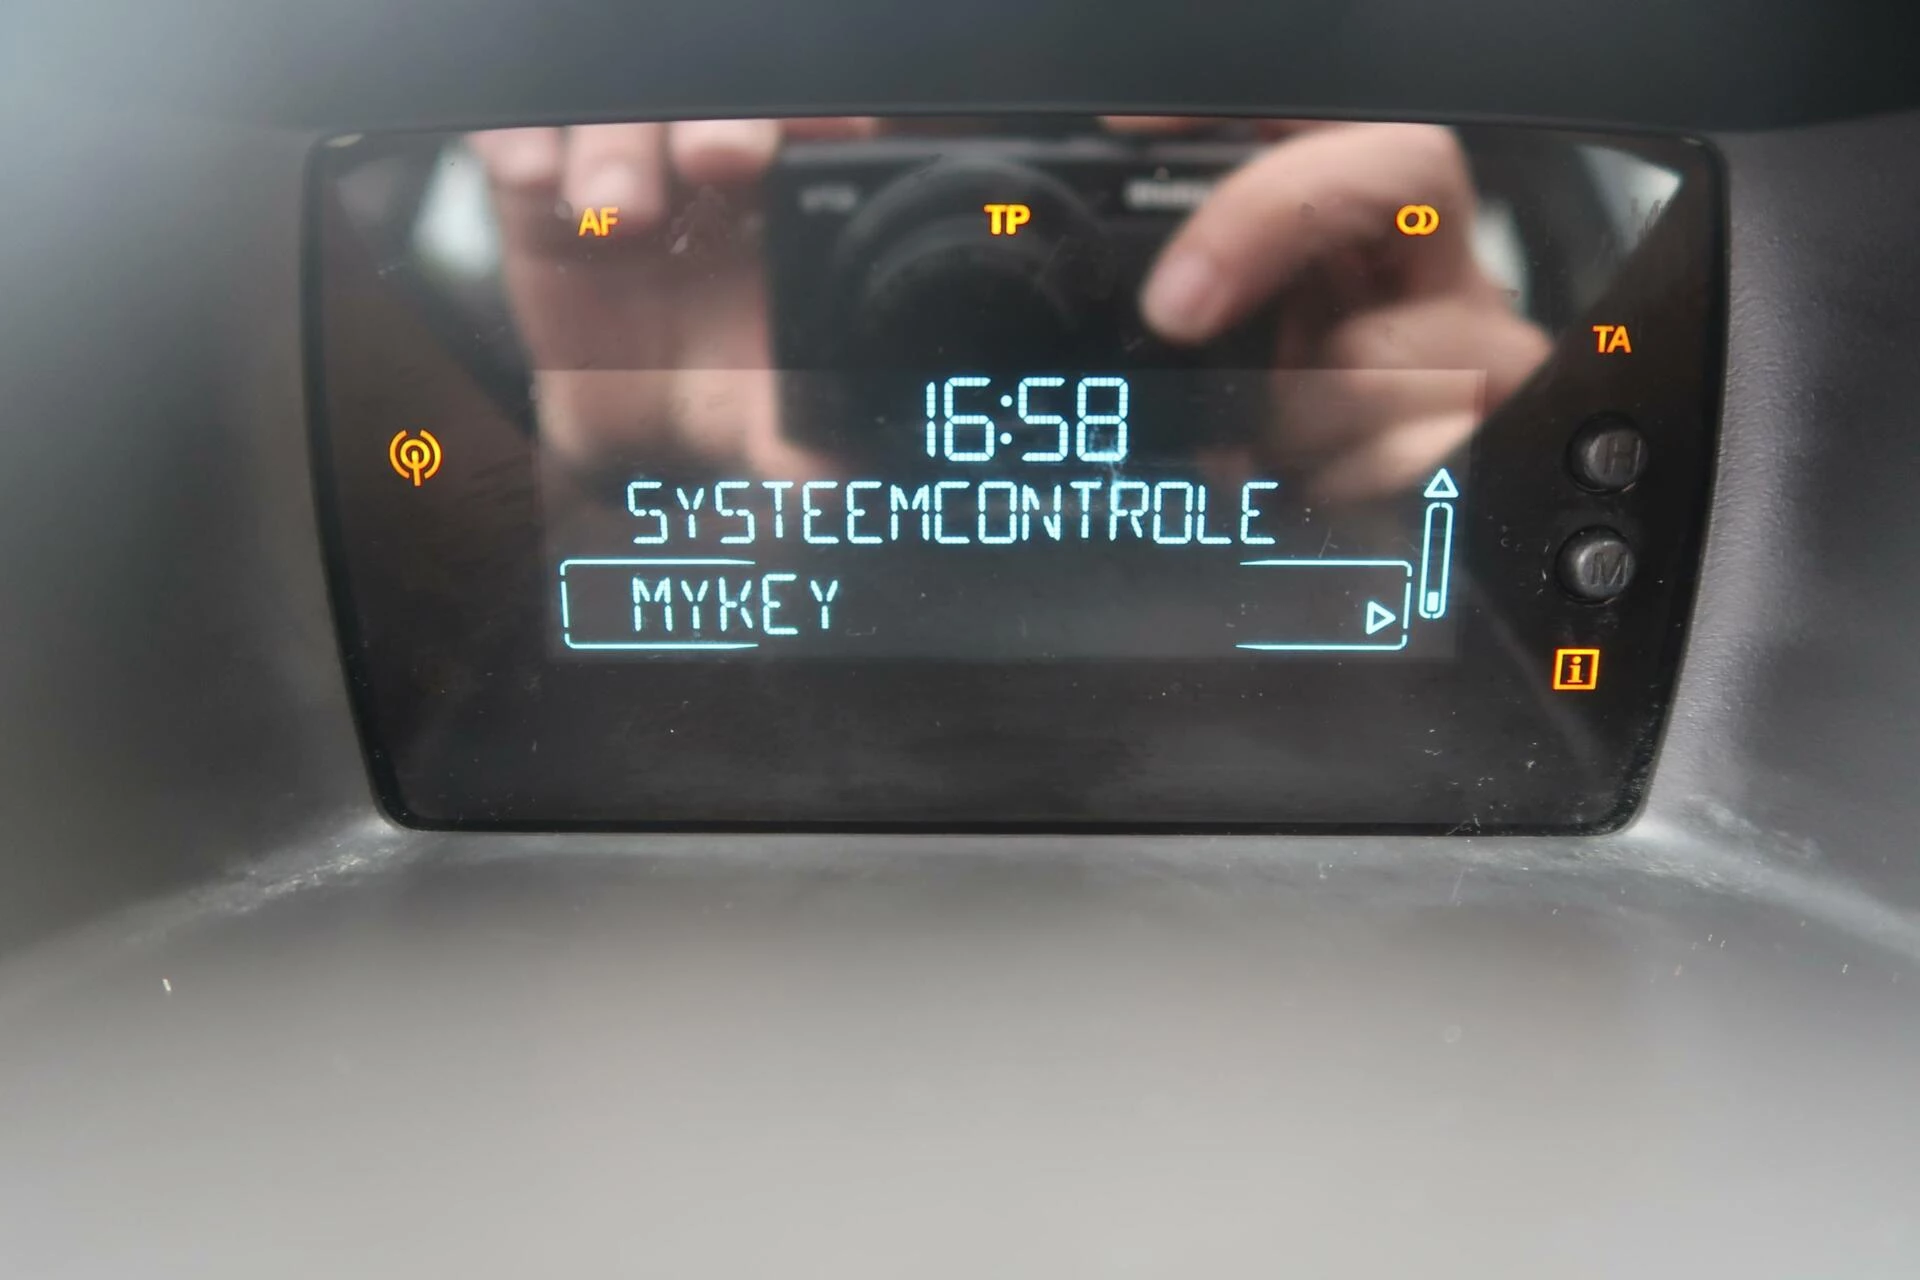 AF TP
TA
16:58
H
SYSTEEMCONTROLE
M
MYKEY
i